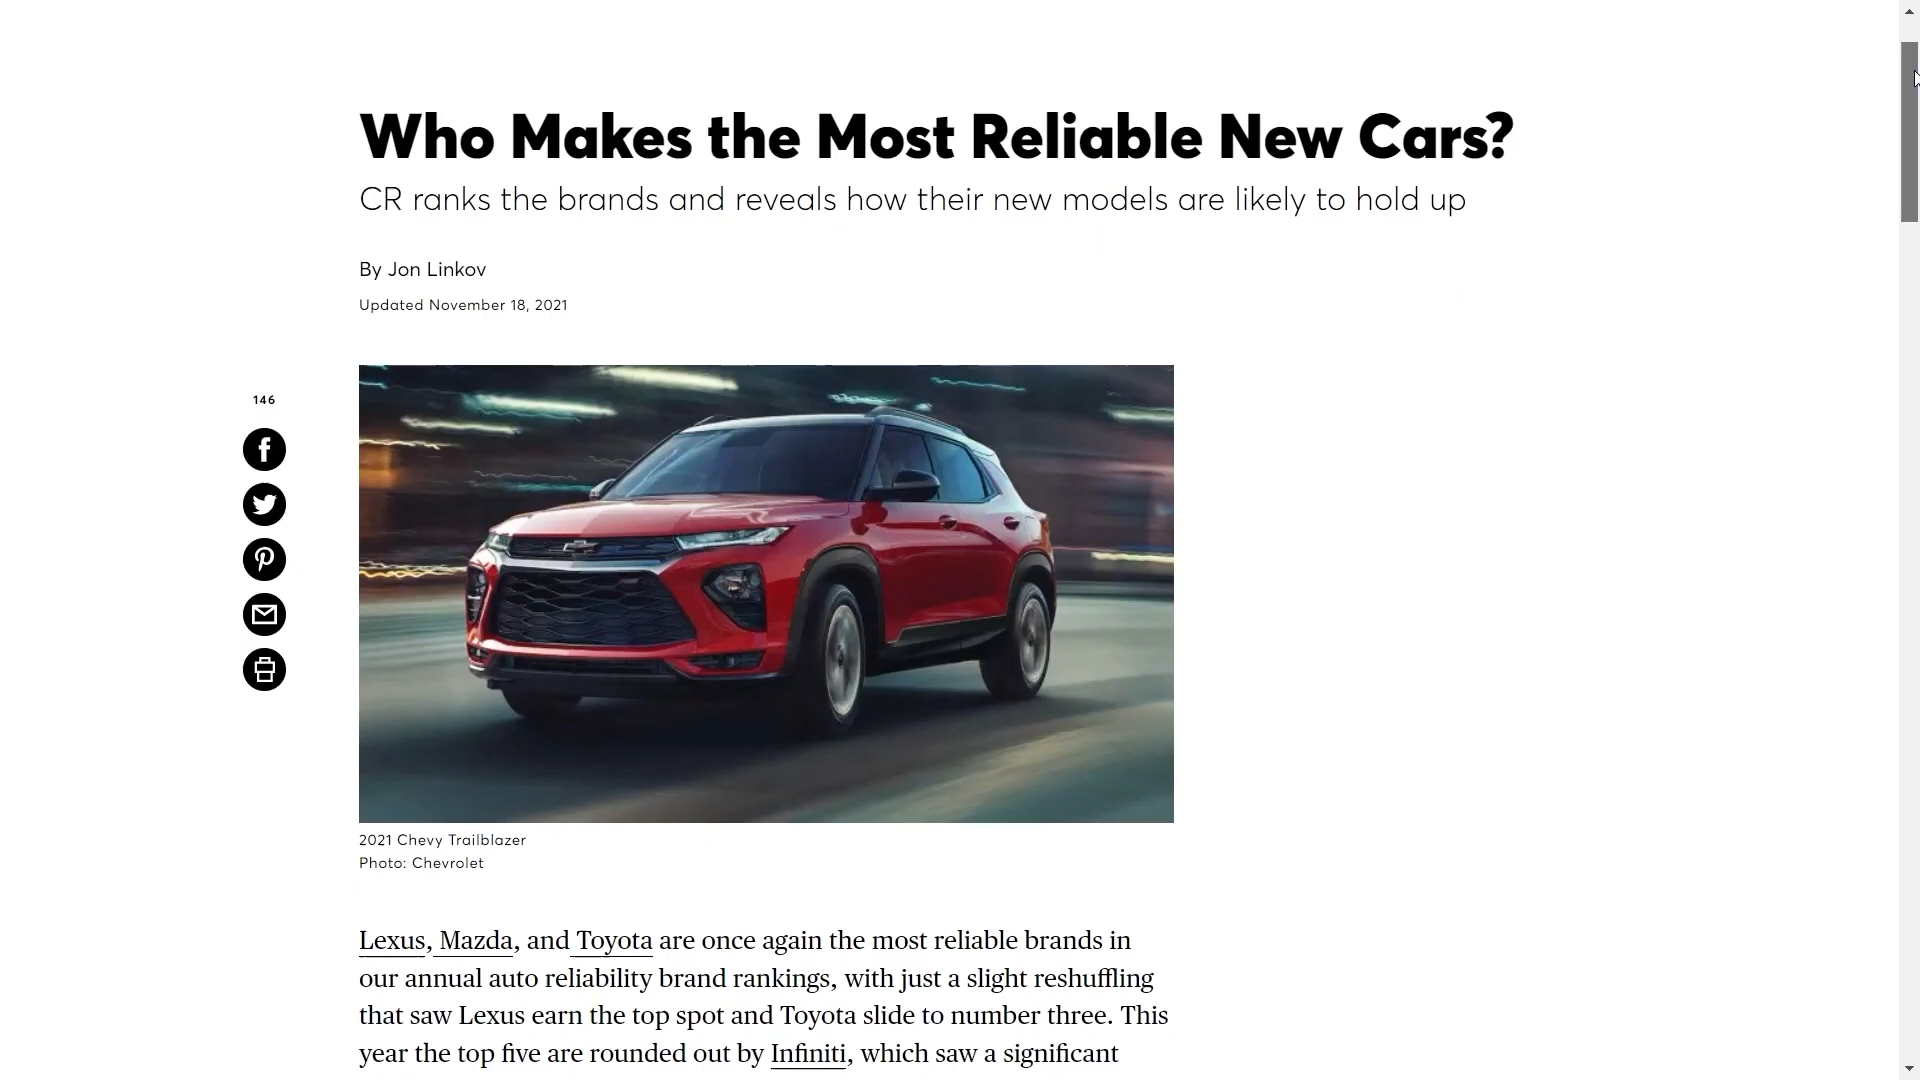 Who Makes the Most Reliable New Cars?
CR ranks the brands and reveals how their new models are likely to hold up
By Jon Linkov
Updated November 18, 2021
146
2021 Chevy Trailblazer
Photo: Chevrolet
Lexus, Mazda, and Toyota are once again the most reliable brands in
our annual auto reliability brand rankings, with just a slight reshuffling
that saw Lexus earn the top spot and Toyota slide to number three. This
year the top five are rounded out by Infiniti, which saw a significant